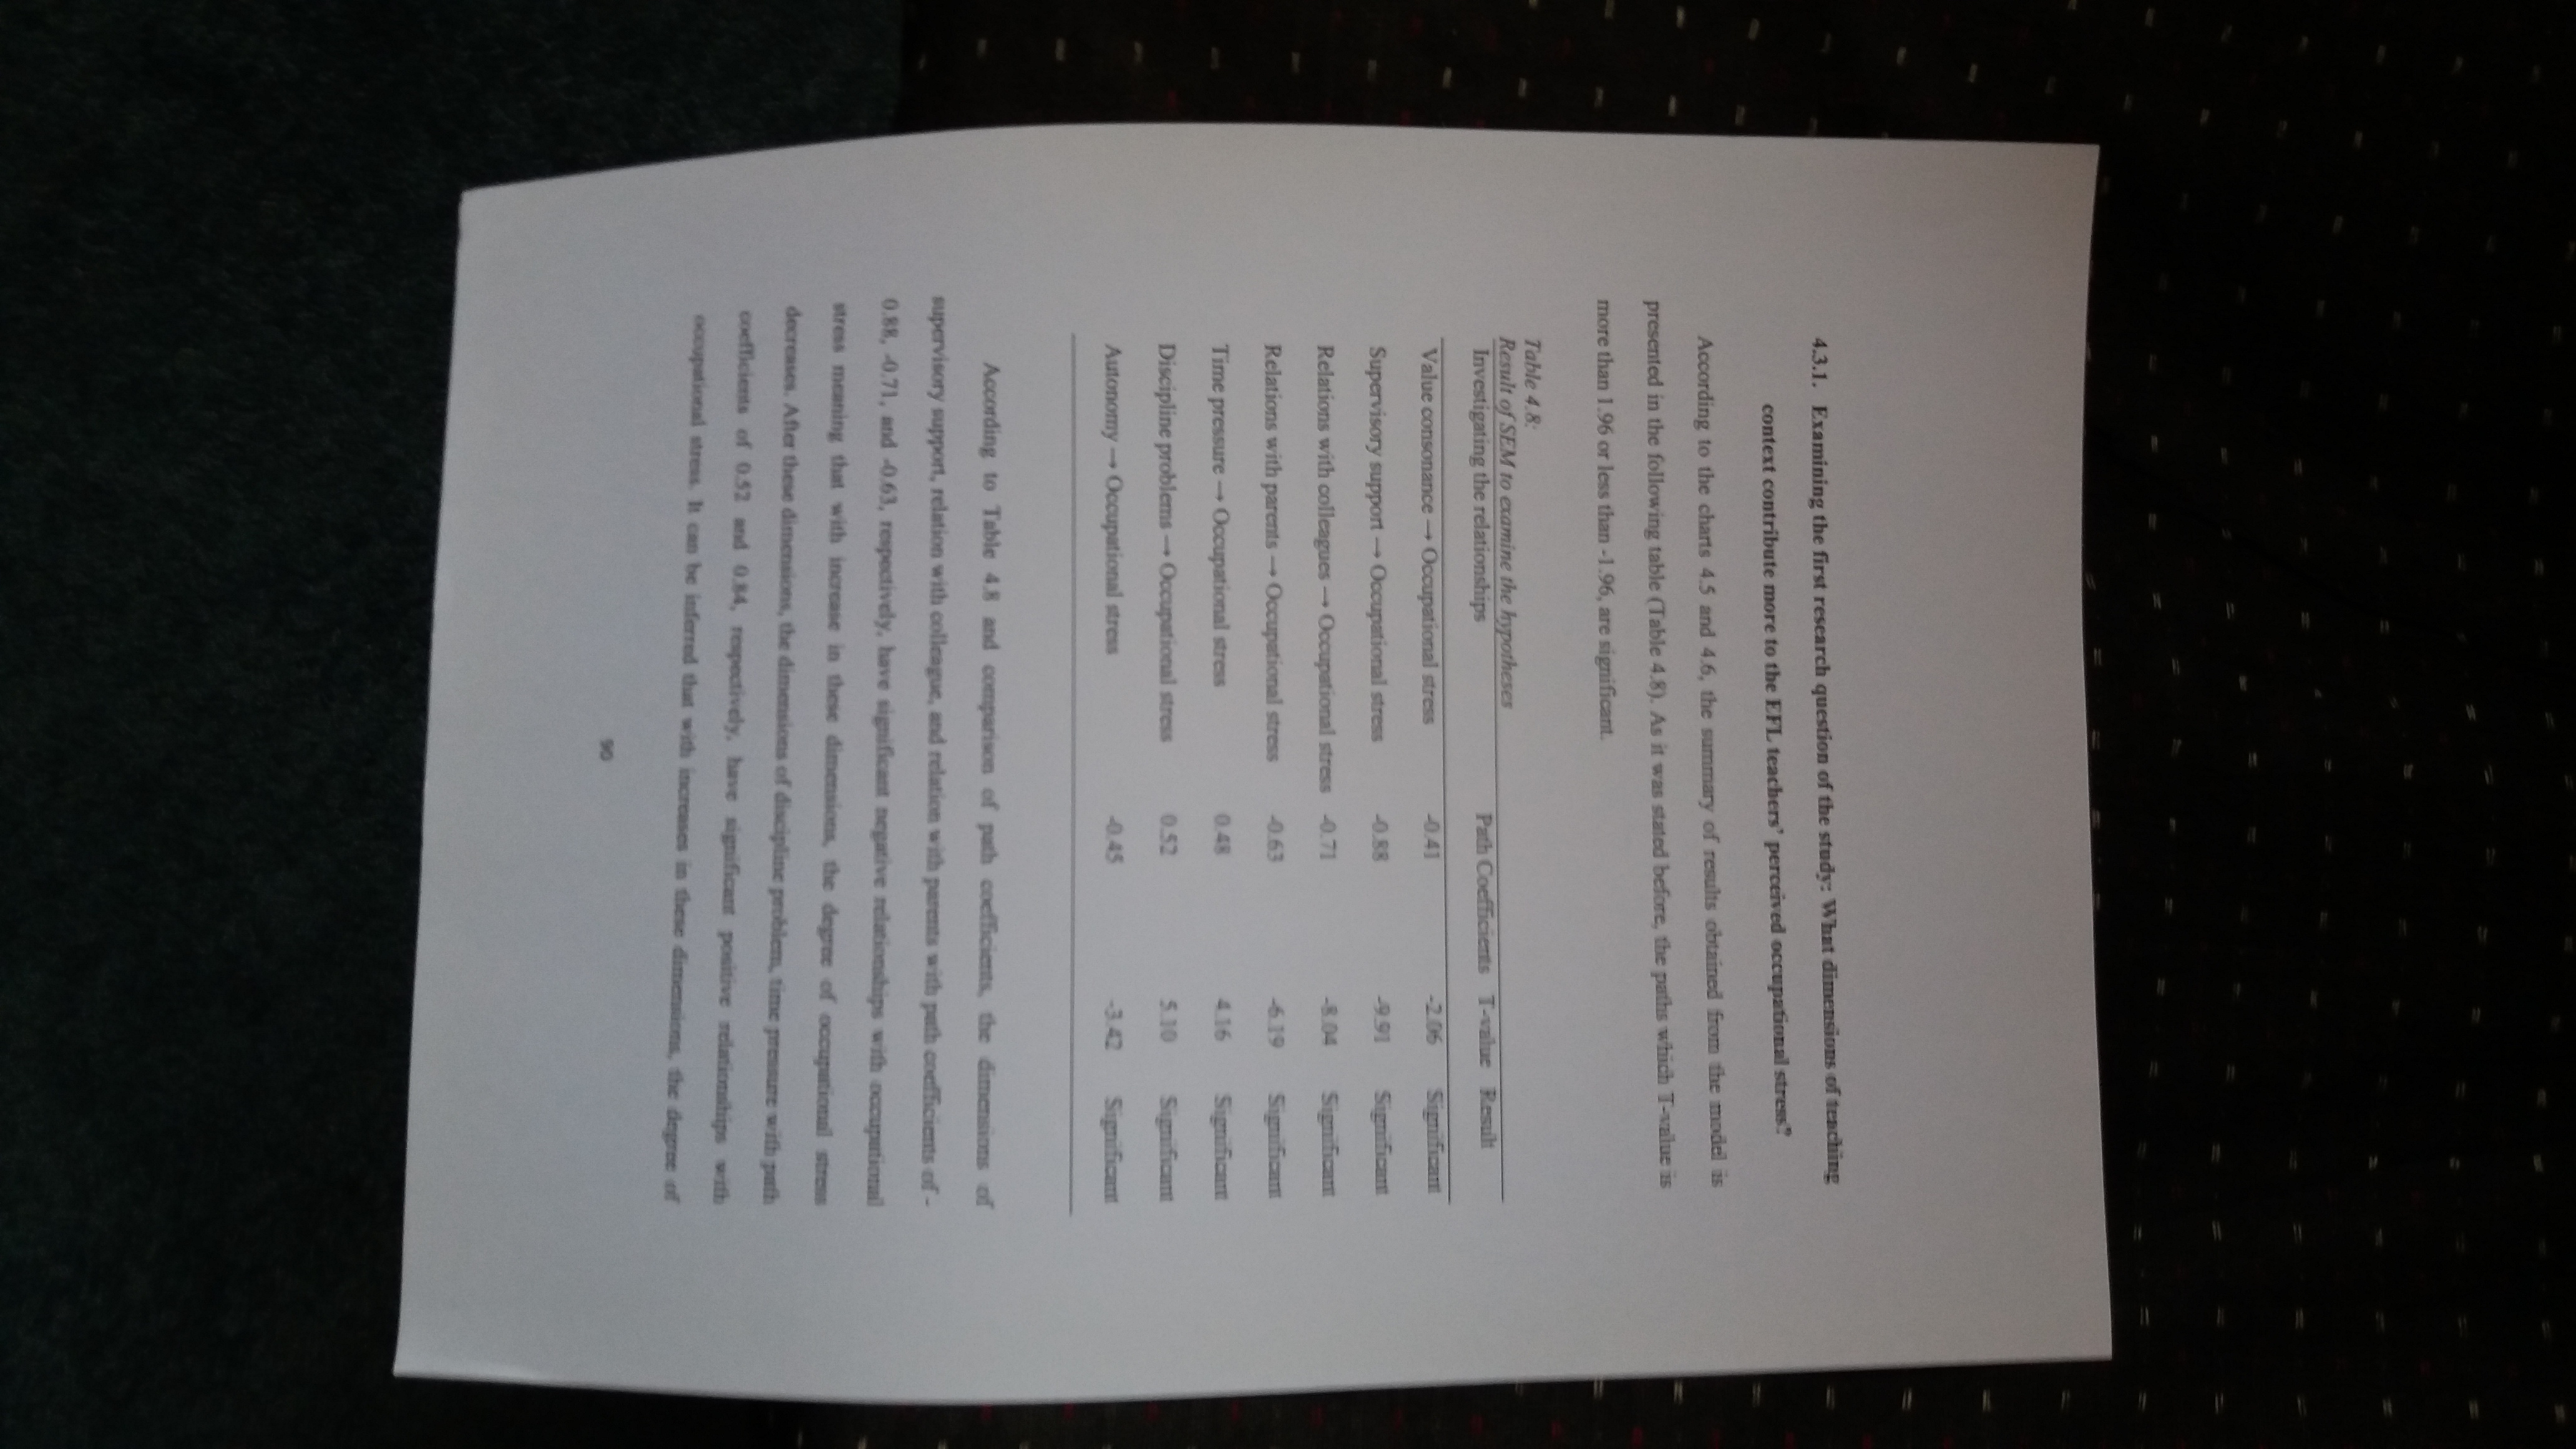 4.3.1. Examining the first research question of the study: What dimensions of teaching
context contribute more to the EFL teachers' perceived occupational stress?
According to the charts 4.5 and 4.6, the summary of results obtained from the model is
presented in the following table (Table 4.8). As it was stated before, the paths which T-value is
more than 1.96 or less than -1.96, are significant.
Table 4.8:
Result of SEM to examine the hypotheses
Investigating the relationships Path Coefficients T-value Result
Value consonance → Occupational stress -0.41 -2.06 Significant
Supervisory support → Occupational stress -0.88 -9.91 Significant
Relations with colleagues → Occupational stress -0.71 -8.04 Significant
Relations with parents → Occupational stress -0.63 -6.19 Significant
Time pressure → Occupational stress 0.48 4.16 Significant
Discipline problems → Occupational stress 0.52 5.10 Significant
Autonomy → Occupational stress -0.45 -3.42 Significant
According to Table 4.8 and comparison of path coefficients, the dimensions of
supervisory support, relation with colleague, and relation with parents with path coefficients of -
0.88, -0.71, and -0.63, respectively, have significant negative relationships with occupational
stress meaning that with increase in these dimensions, the degree of occupational stress
decreases. After these dimensions, the dimensions of discipline problem, time pressure with path
coefficients of 0.52 and 0.84, respectively, have significant positive relationships with
occupational stress. It can be inferred that with increases in these dimensions, the degree of
90